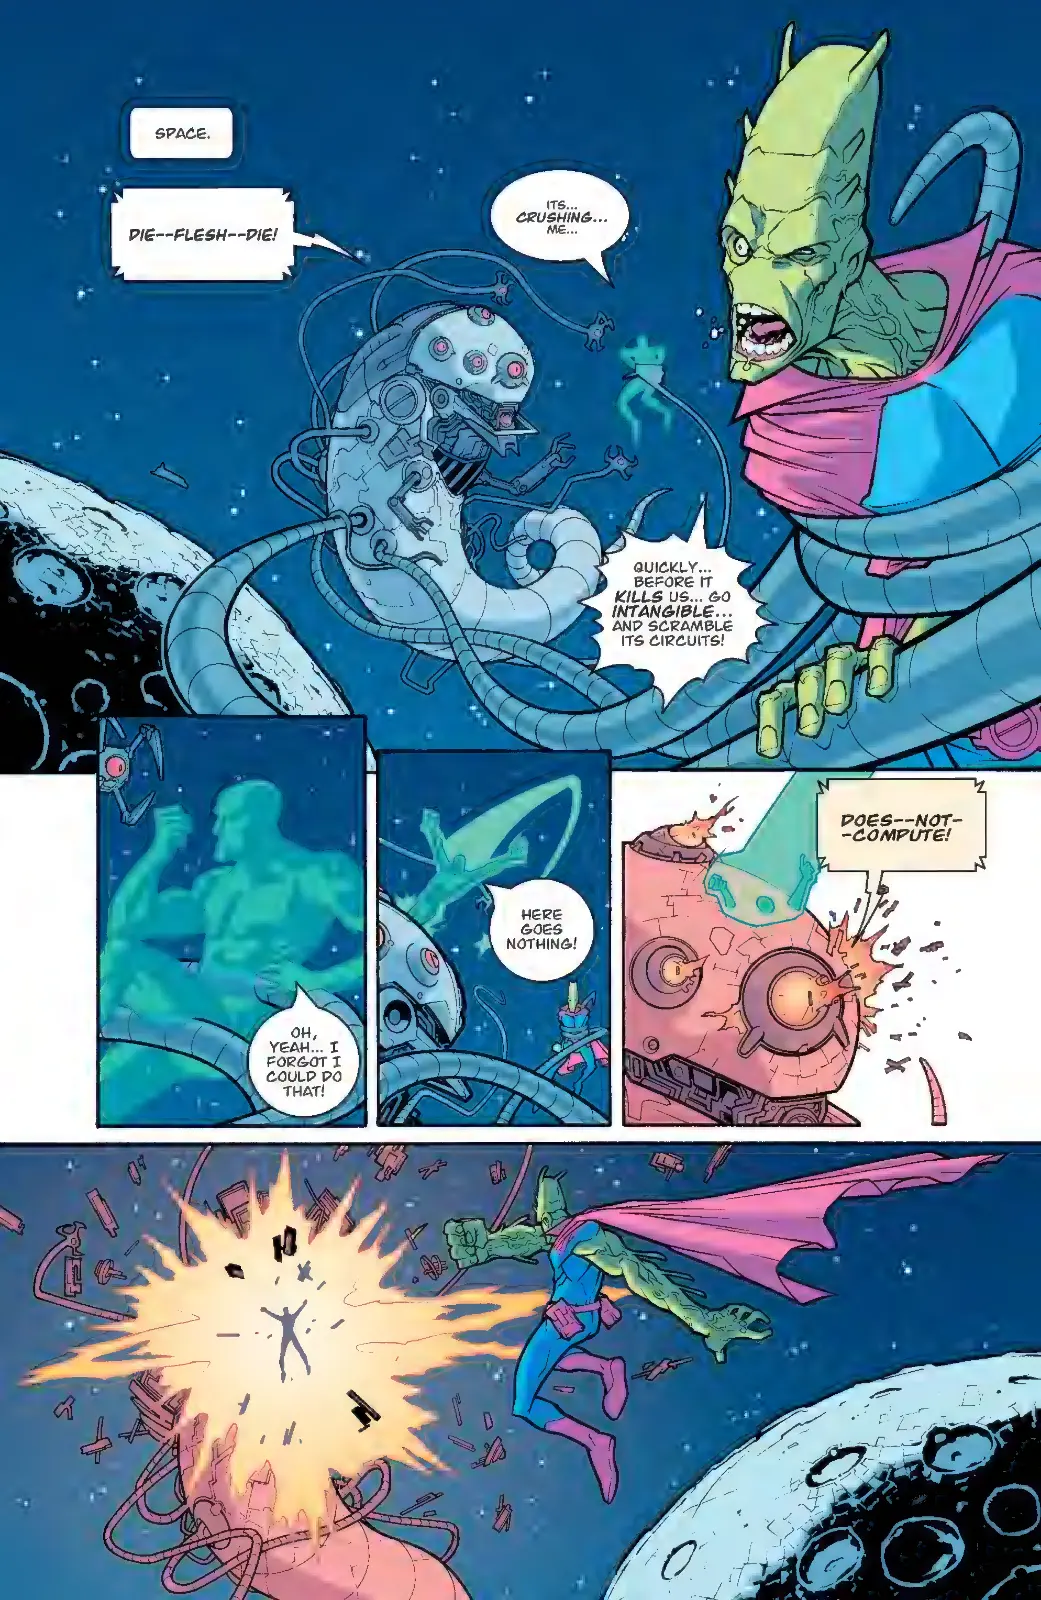 SPACE.
DIE--FLESH--DIE!
ITS...
CRUSHING...
ME...
QUICKLY...
BEFORE IT
KILLS US... GO
INTANGIBLE...
AND SCRAMBLE
ITS CIRCUITS!
OH,
YEAH... I
FORGOT I
COULD DO
THAT!
HERE
GOES
NOTHING!
DOES--NOT-
-COMPUTE!